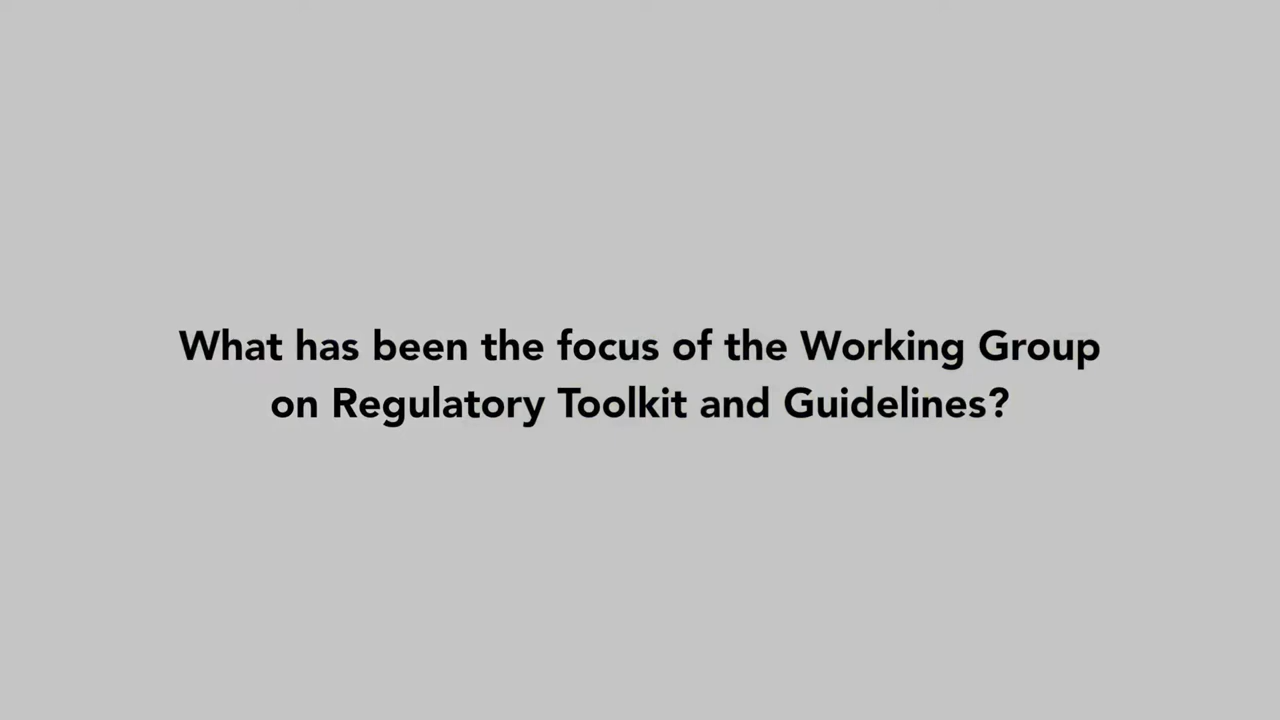 What has been the focus of the Working Group
on Regulatory Toolkit and Guidelines?